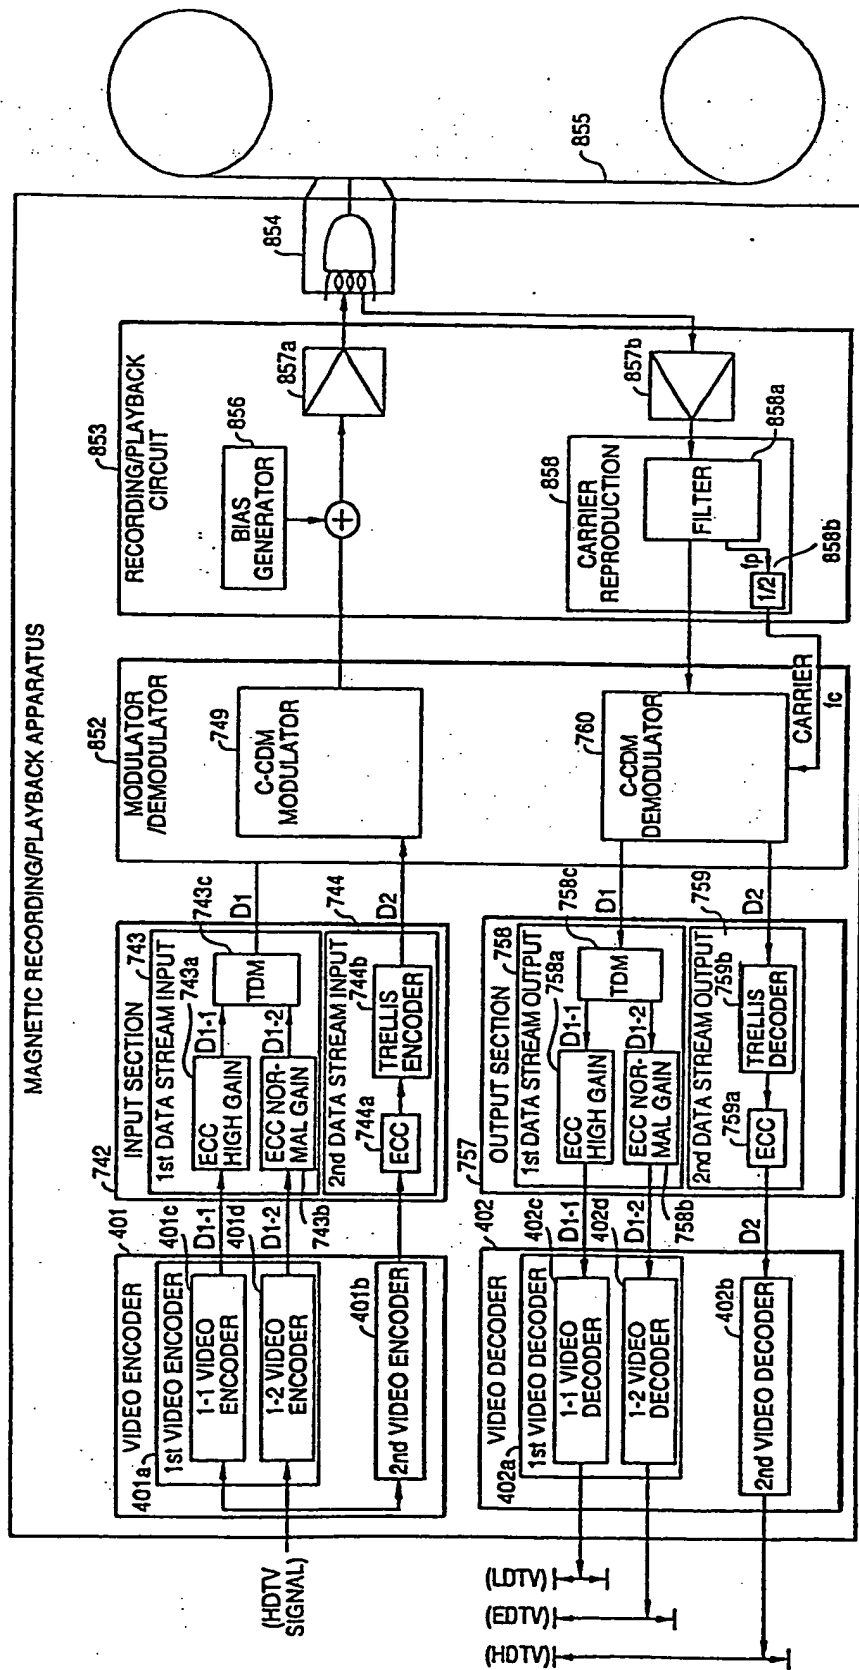 MAGNETIC RECORDING/PLAYBACK APPARATUS
401
VIDEO ENCODER
401a
1st VIDEO ENCODER
401c
1-1 VIDEO
ENCODER
D1-1
401d
1-2 VIDEO
ENCODER
D1-2
401b
2nd VIDEO ENCODER
(HDTV
SIGNAL)
742
INPUT SECTION
743
1st DATA STREAM INPUT
743a
ECC
HIGH GAIN
D1-1
743c
TDM
ECC NOR-
MAL GAIN
D1-2
743b
D1
744
2nd DATA STREAM INPUT
744a
ECC
744b
TRELLIS
ENCODER
D2
852
MODULATOR
/DEMODULATOR
749
C-CDM
MODULATOR
853
RECORDING/PLAYBACK
CIRCUIT
856
BIAS
GENERATOR
+
857a
854
855
402
VIDEO DECODER
402a
1st VIDEO DECODER
402c
1-1 VIDEO
DECODER
D1-1
402d
1-2 VIDEO
DECODER
D1-2
402b
2nd VIDEO DECODER
D2
757
OUTPUT SECTION
758
1st DATA STREAM OUTPUT
758a
ECC
HIGH GAIN
D1-1
758c
TDM
ECC NOR-
MAL GAIN
D1-2
758b
D1
759
2nd DATA STREAM OUTPUT
759a
ECC
759b
TRELLIS
DECODER
D2
760
C-CDM
DEMODULATOR
CARRIER
fc
858
CARRIER
REPRODUCTION
FILTER
858a
fp
1/2
858b
857b
(LDTV)
(EDTV)
(HDTV)